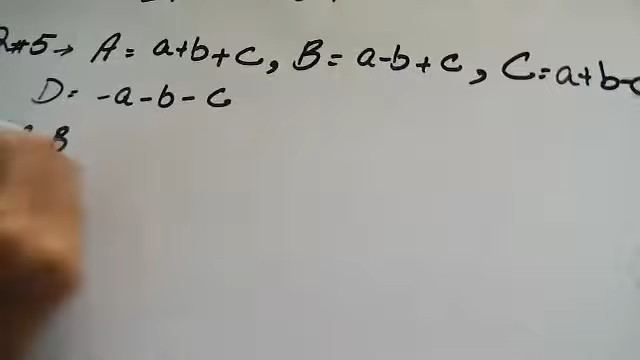 Q#5→ A = a+b+c, B = a-b+c, C = a+b-c
D = -a-b-c